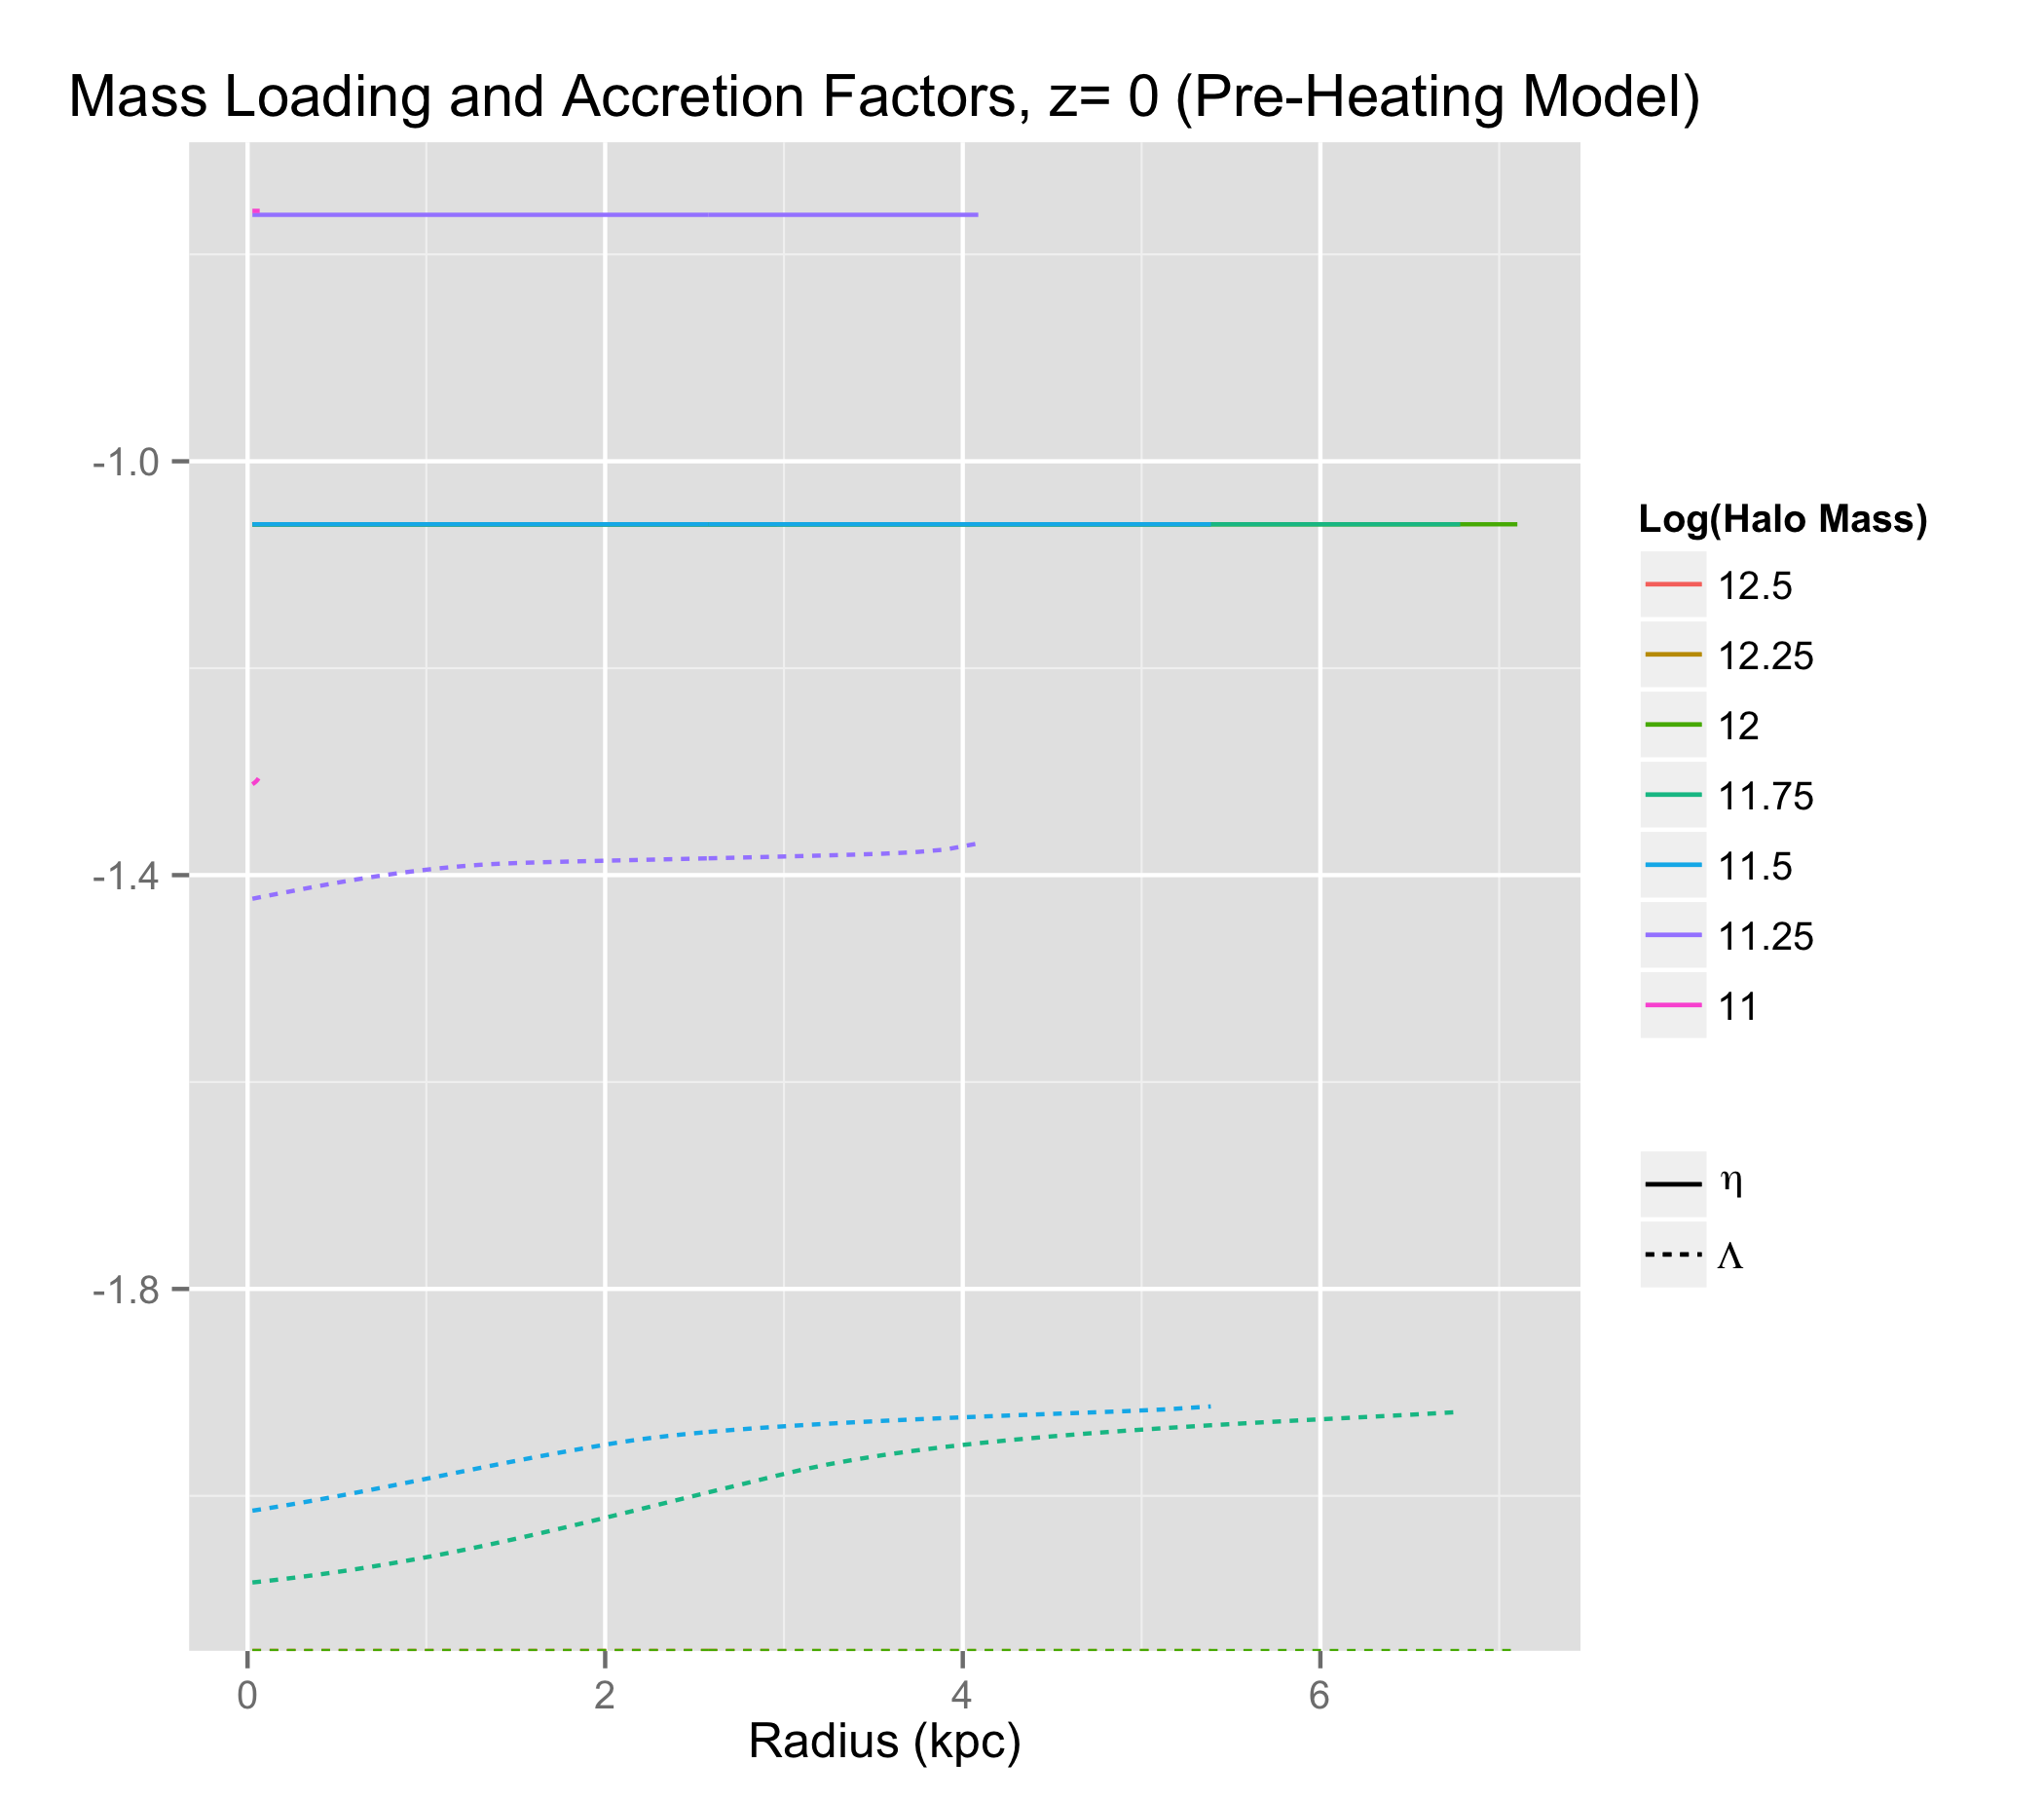 Mass Loading and Accretion Factors, z= 0 (Pre-Heating Model)
-1.0
-1.4
-1.8
0 2 4 6
Radius (kpc)
Log(Halo Mass)
12.5
12.25
12
11.75
11.5
11.25
11
η
Λ